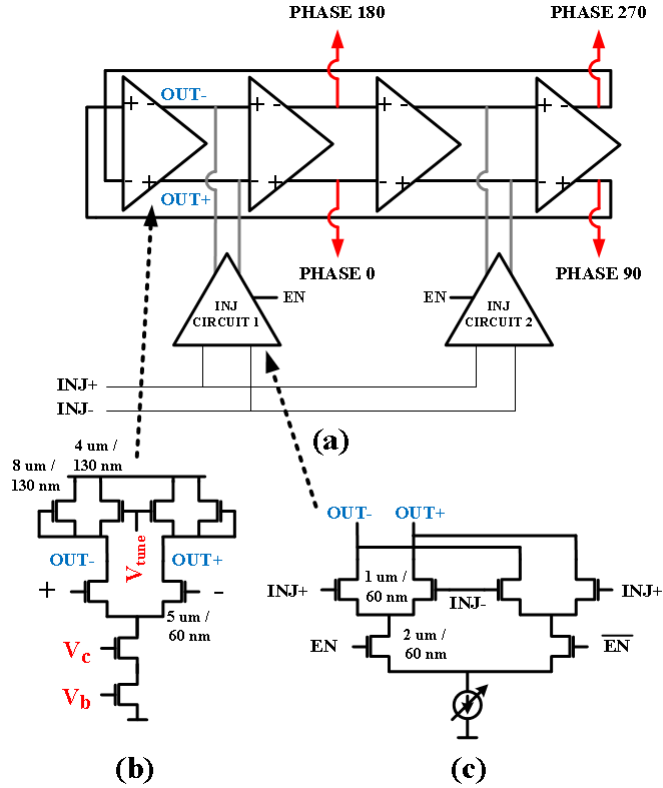 PHASE 180 PHASE 270
+ - + - + - + -
OUT-
- + - + - + - +
OUT+
PHASE 0 PHASE 90
INJ CIRCUIT 1 EN EN INJ CIRCUIT 2
INJ+
INJ-
(a)
4 um / 130 nm
8 um / 130 nm
OUT- OUT+
Vtune
+ -
5 um / 60 nm
Vc
Vb
(b)
OUT- OUT+
INJ+ 1 um / 60 nm INJ- INJ+
EN 2 um / 60 nm E̅N̅
(c)